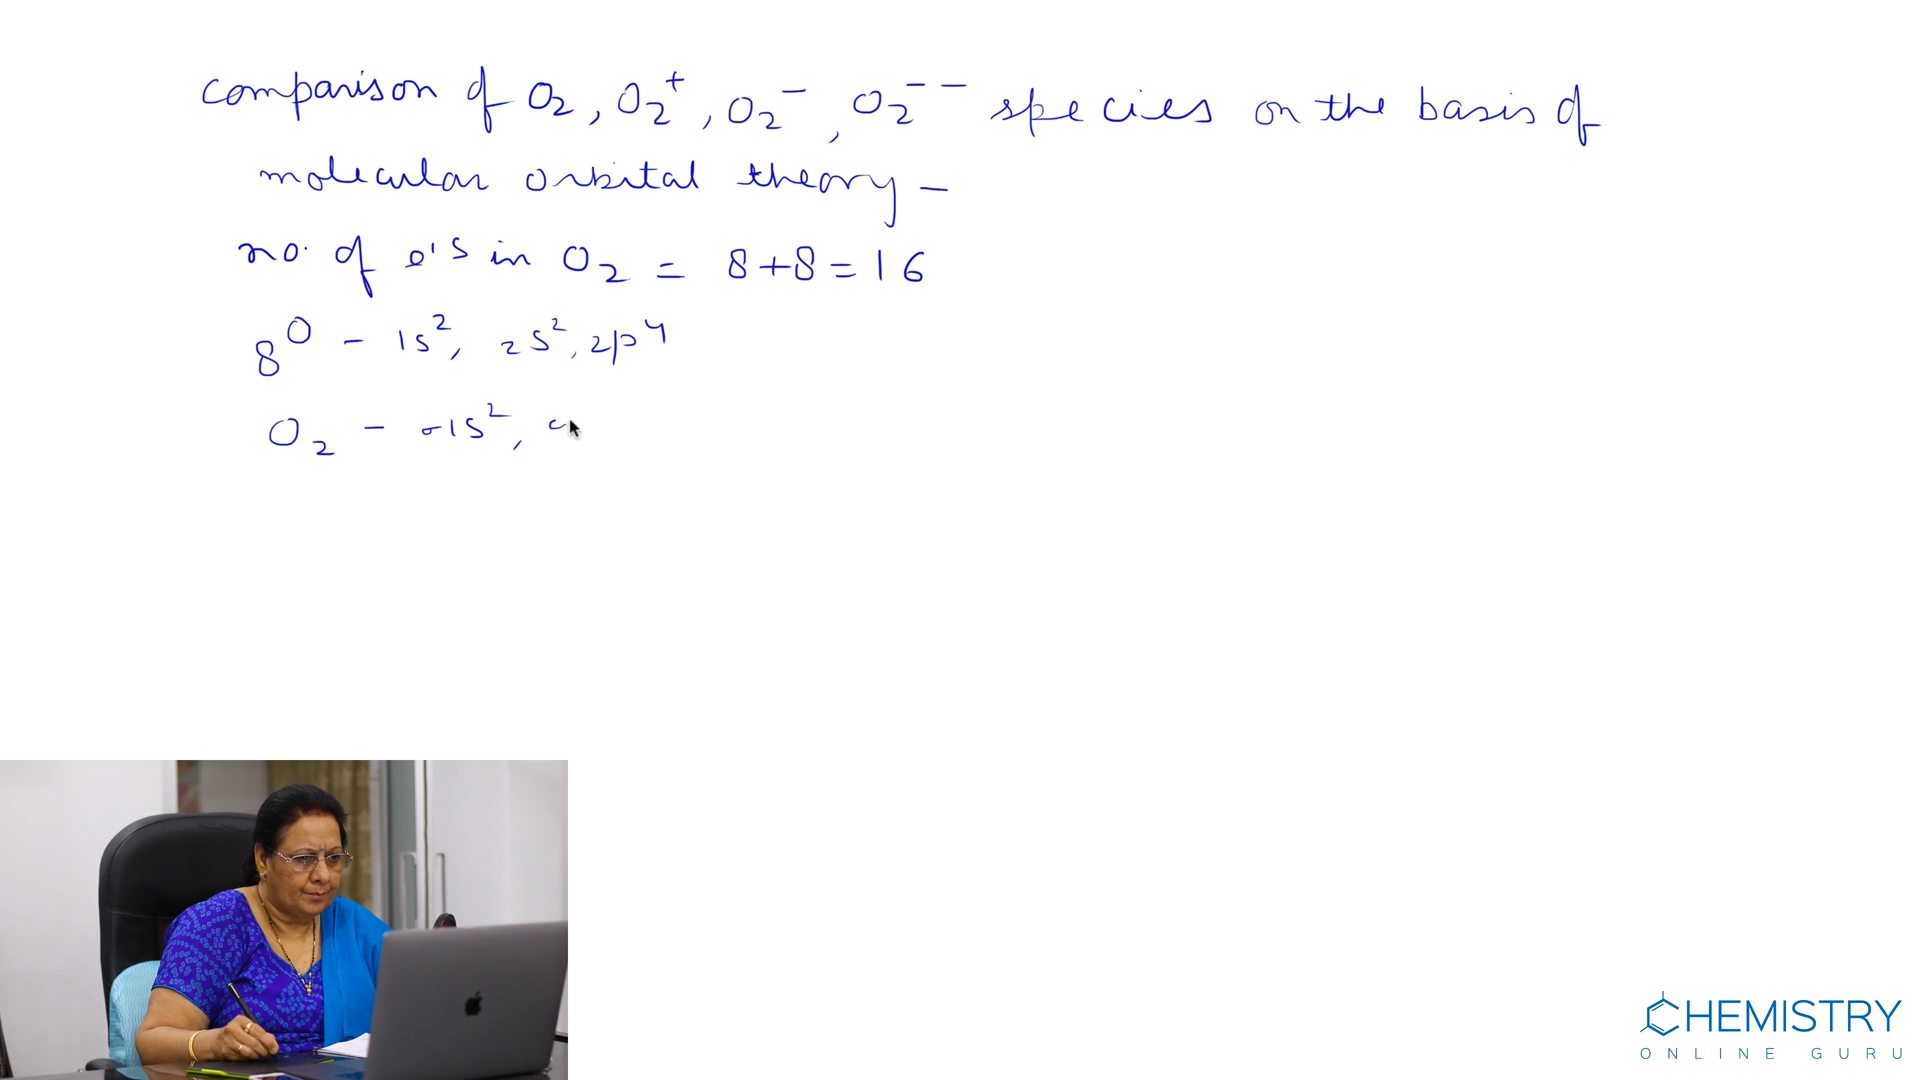 comparison of O₂, O₂⁺, O₂⁻, O₂⁻⁻ species on the basis of
molecular orbital theory –
no. of e's in O₂ = 8+8=16
₈O – 1s², 2s², 2p⁴
O₂ – σ1s²,
CHEMISTRY
ONLINE GURU